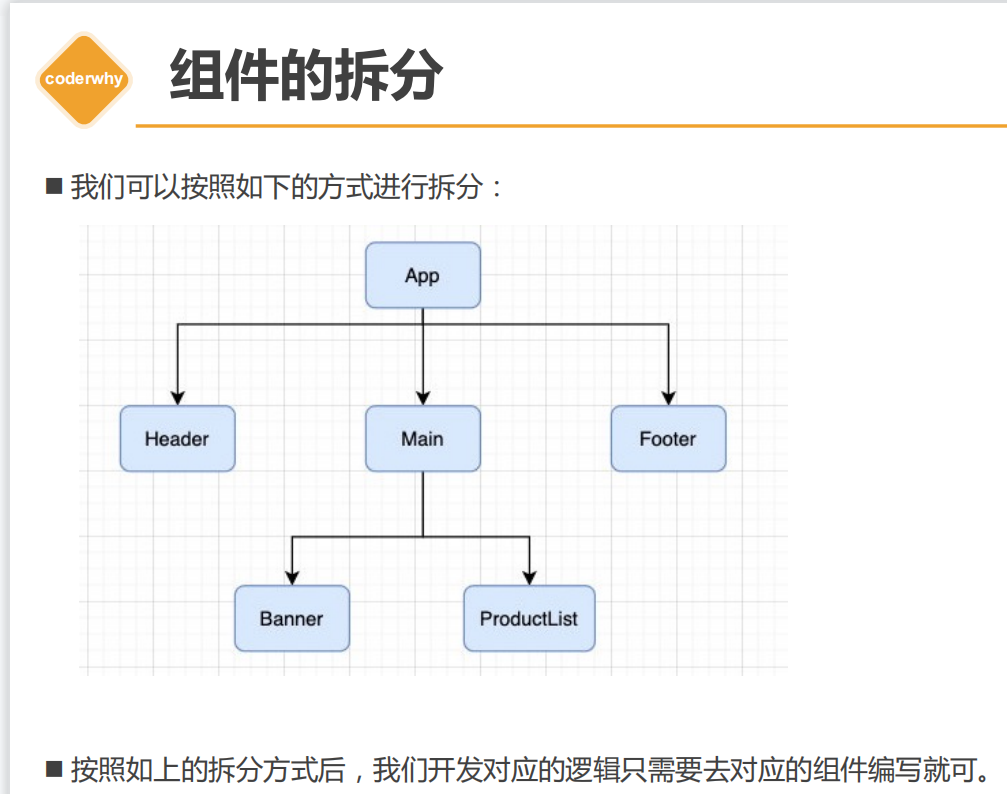 coderwhy
组件的拆分
■ 我们可以按照如下的方式进行拆分：
App
Header
Main
Footer
Banner
ProductList
■ 按照如上的拆分方式后，我们开发对应的逻辑只需要去对应的组件编写就可。